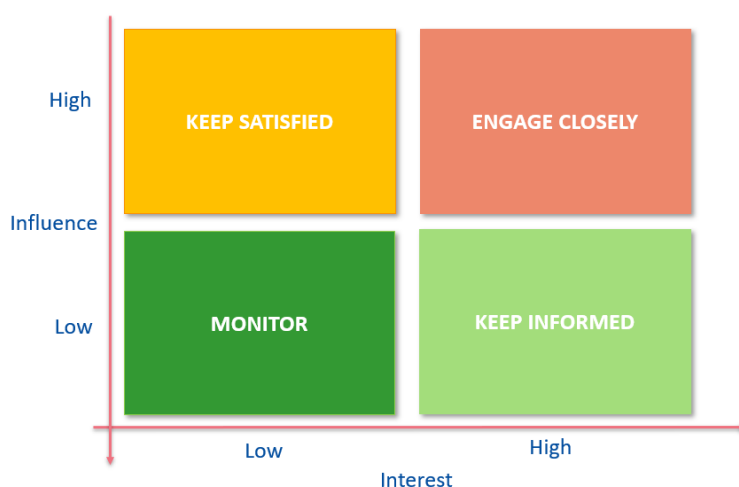 High
KEEP SATISFIED
ENGAGE CLOSELY
Influence
Low
MONITOR
KEEP INFORMED
Low
High
Interest